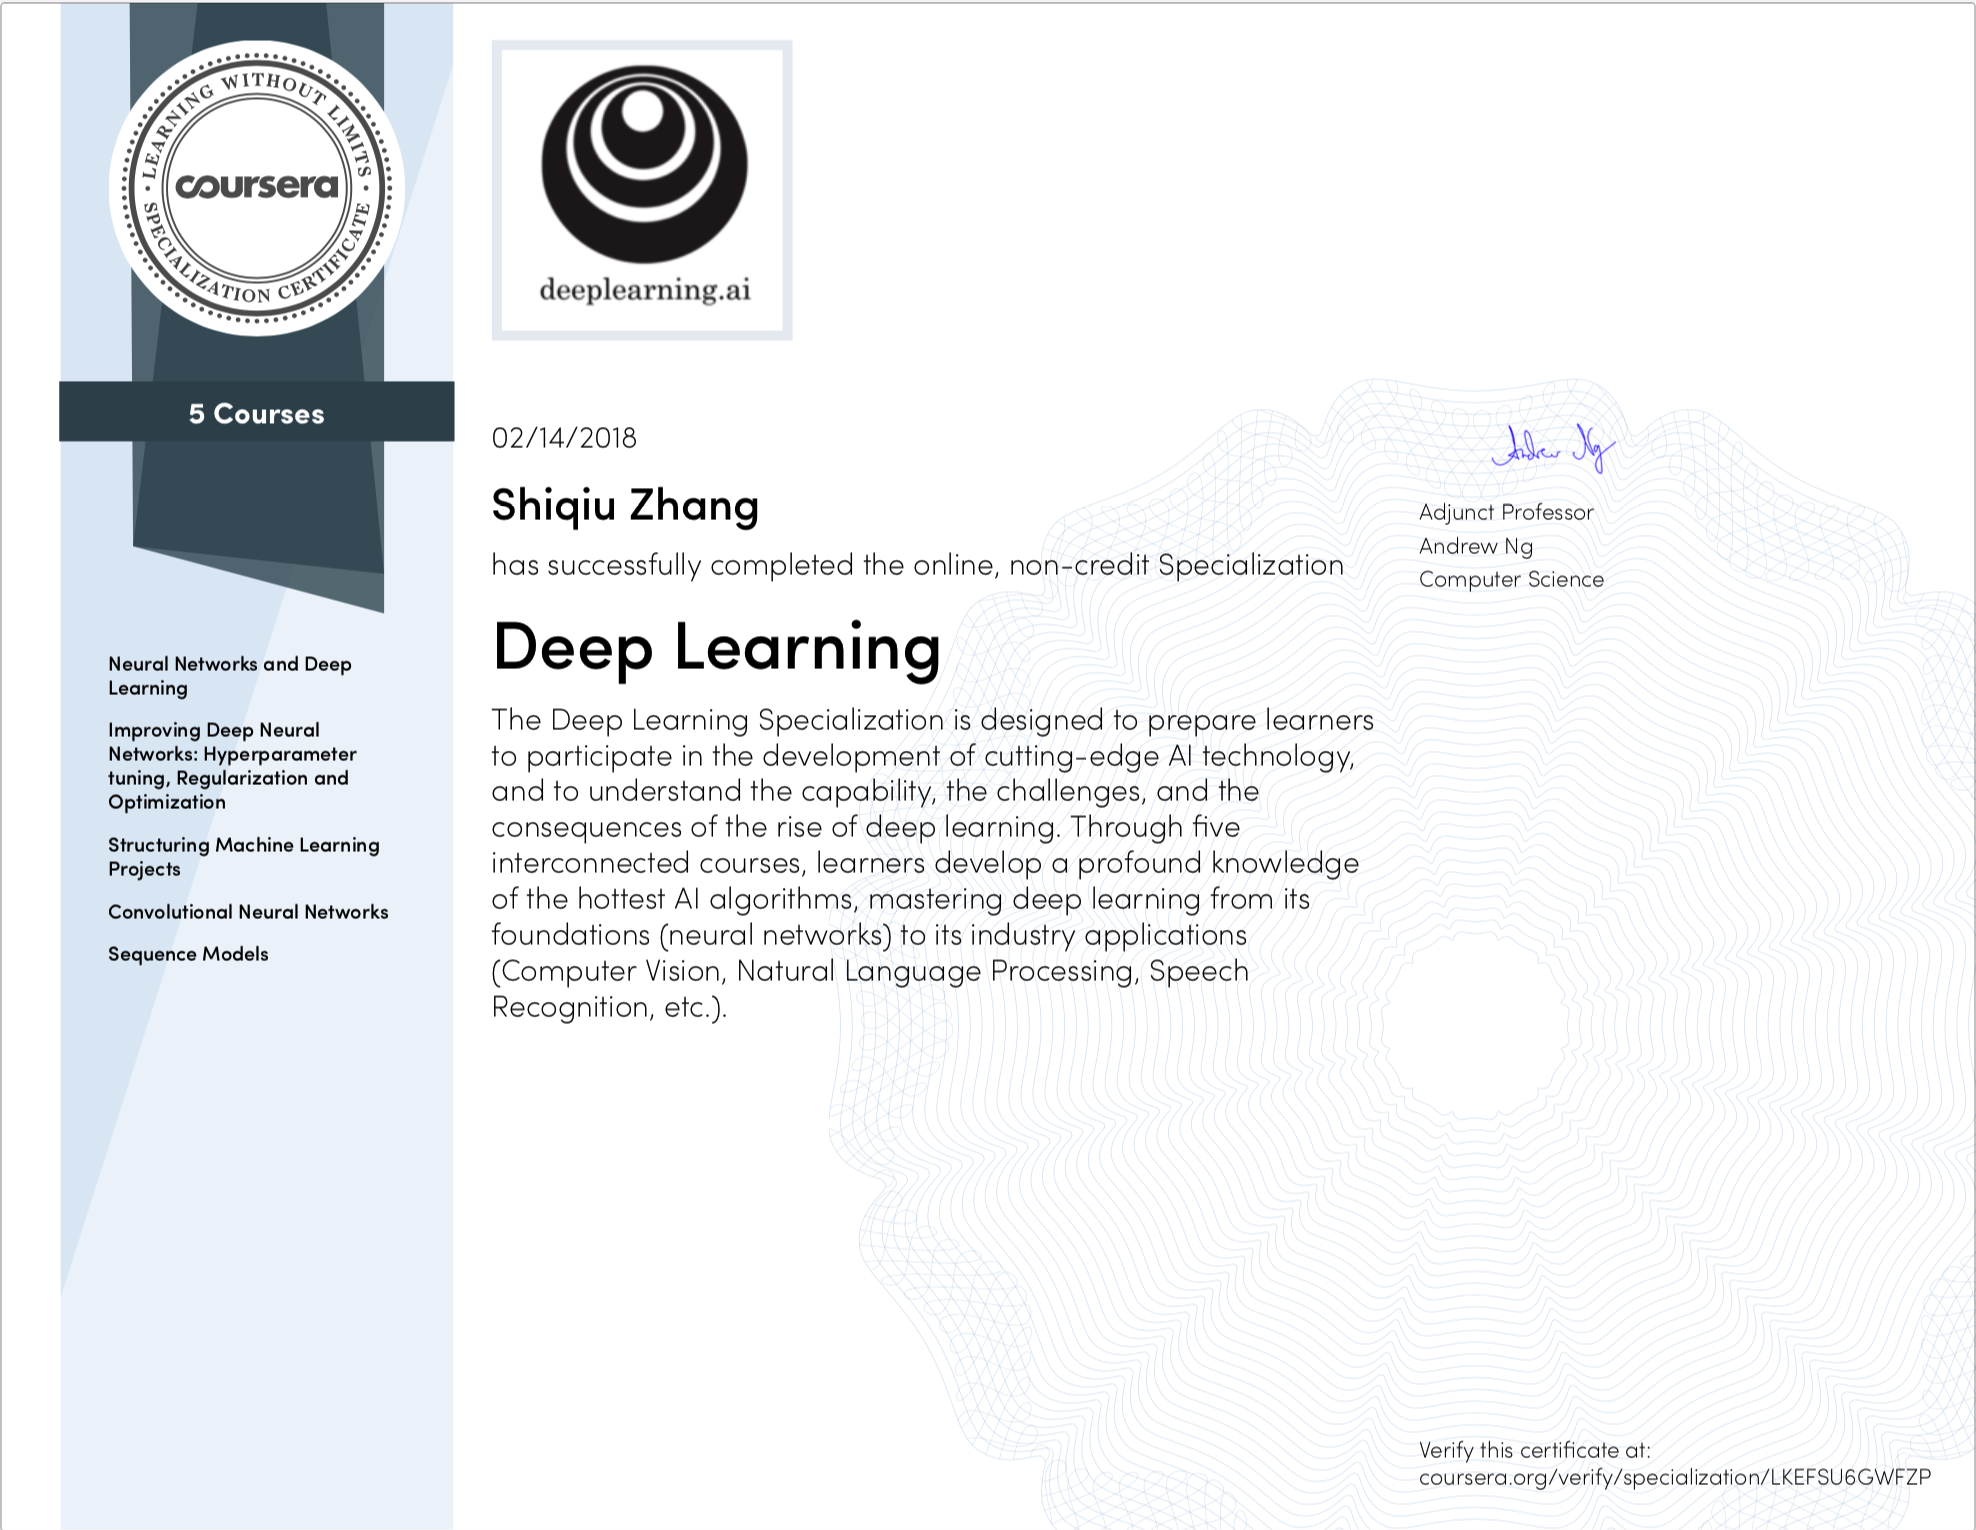 LEARNING WITHOUT LIMITS
coursera
SPECIALIZATION CERTIFICATE
5 Courses
Neural Networks and Deep
Learning
Improving Deep Neural
Networks: Hyperparameter
tuning, Regularization and
Optimization
Structuring Machine Learning
Projects
Convolutional Neural Networks
Sequence Models
deeplearning.ai
02/14/2018
Shiqiu Zhang
has successfully completed the online, non-credit Specialization
Deep Learning
The Deep Learning Specialization is designed to prepare learners
to participate in the development of cutting-edge AI technology,
and to understand the capability, the challenges, and the
consequences of the rise of deep learning. Through five
interconnected courses, learners develop a profound knowledge
of the hottest AI algorithms, mastering deep learning from its
foundations (neural networks) to its industry applications
(Computer Vision, Natural Language Processing, Speech
Recognition, etc.).
Andrew Ng
Adjunct Professor
Andrew Ng
Computer Science
Verify this certificate at:
coursera.org/verify/specialization/LKEFSU6GWFZP